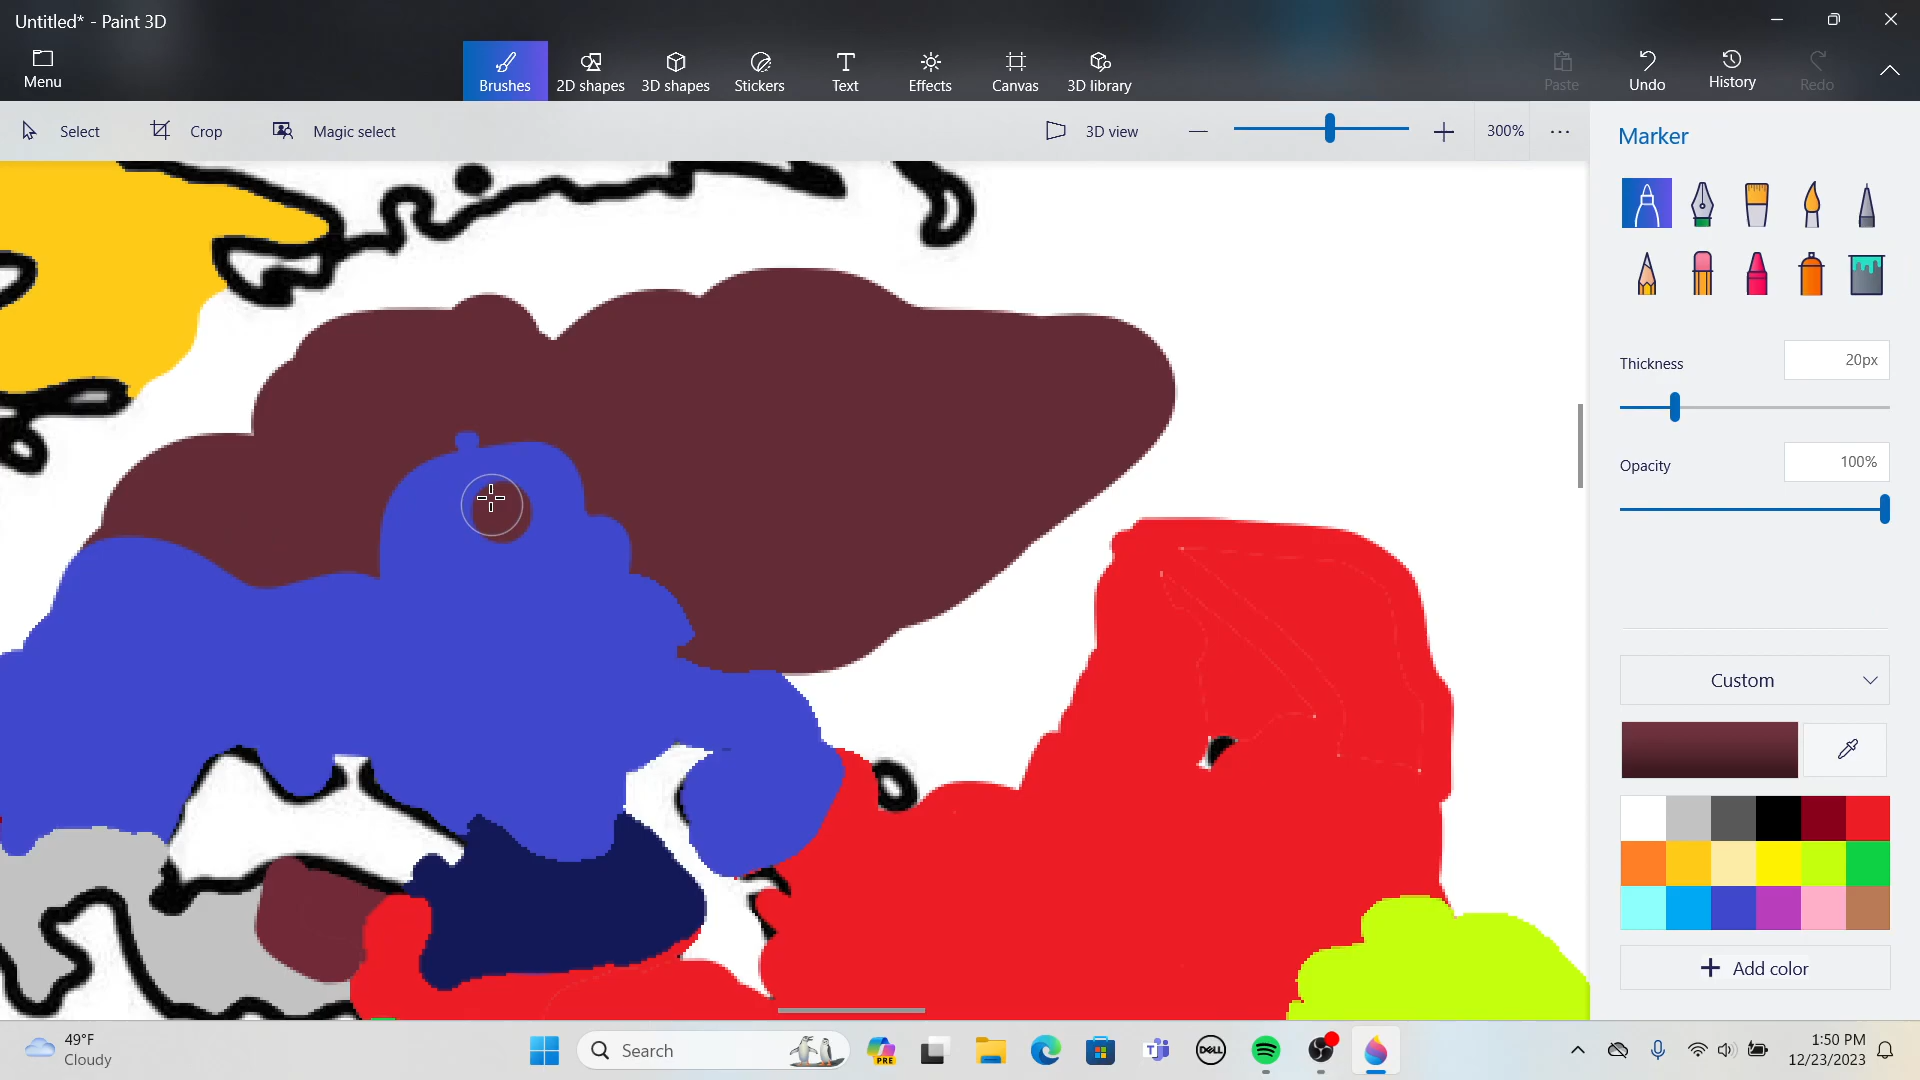 Untitled* - Paint 3D
Menu
Brushes
2D shapes
3D shapes
Stickers
Text
Effects
Canvas
3D library
Paste
Undo
History
Redo
Select
Crop
Magic select
3D view
300%
Marker
Thickness
20px
Opacity
100%
Custom
Add color
49°F
Cloudy
Search
PRE
DELL
1:50 PM
12/23/2023